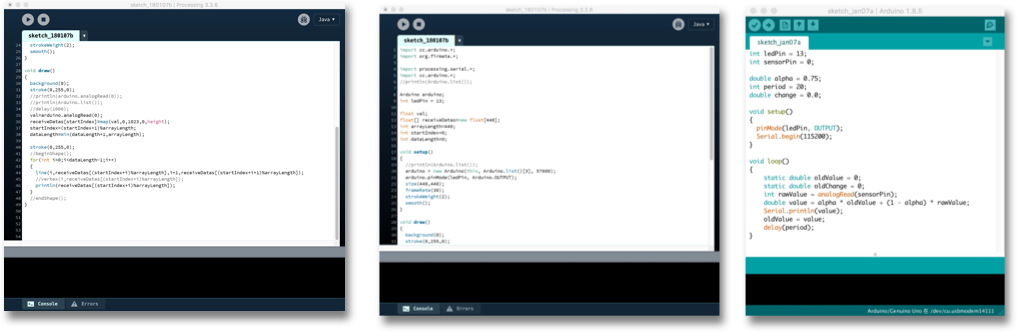 sketch_180107b | Processing 3.3.6
Java
sketch_180107b
strokeWeight(2);
smooth();
}
void draw()
{
background(0);
stroke(0,255,0);
//println(arduino.analogRead(0));
//println(Arduino.list());
//delay(1000);
val=arduino.analogRead(0);
receiveDatas[startIndex]=map(val,0,1023,0,height);
startIndex=(startIndex+1)%arrayLength;
dataLength=min(dataLength+1,arrayLength);
stroke(0,255,0);
//beginShape();
for(int i=0;i<dataLength-1;i++)
{
line(i,receiveDatas[(startIndex+i)%arrayLength],i+1,receiveDatas[(startIndex+i+1)%arrayLength]);
//vertex(i,receiveDatas[(startIndex+i)%arrayLength]);
println(receiveDatas[(startIndex+i)%arrayLength]);
}
//endShape();
}
Console
Errors
sketch_180107b | Processing 3.3.6
Java
sketch_180107b
import cc.arduino.*;
import org.firmata.*;
import processing.serial.*;
import cc.arduino.*;
//println(Arduino.list());
Arduino arduino;
int ledPin = 13;
float val;
float[] receiveDatas=new float[440];
int arrayLength=440;
int startIndex=0;
int dataLength=0;
void setup()
{
//println(Arduino.list());
arduino = new Arduino(this, Arduino.list()[3], 57600);
arduino.pinMode(ledPin, Arduino.OUTPUT);
size(440,440);
frameRate(30);
strokeWeight(2);
smooth();
}
void draw()
{
background(0);
stroke(0,255,0);
Console
Errors
sketch_jan07a | Arduino 1.8.5
sketch_jan07a
int ledPin = 13;
int sensorPin = 0;
double alpha = 0.75;
int period = 20;
double change = 0.0;
void setup()
{
pinMode(ledPin, OUTPUT);
Serial.begin(115200);
}
void loop()
{
static double oldValue = 0;
static double oldChange = 0;
int rawValue = analogRead(sensorPin);
double value = alpha * oldValue + (1 - alpha) * rawValue;
Serial.println(value);
oldValue = value;
delay(period);
}
Arduino/Genuino Uno 在 /dev/cu.usbmodem14111